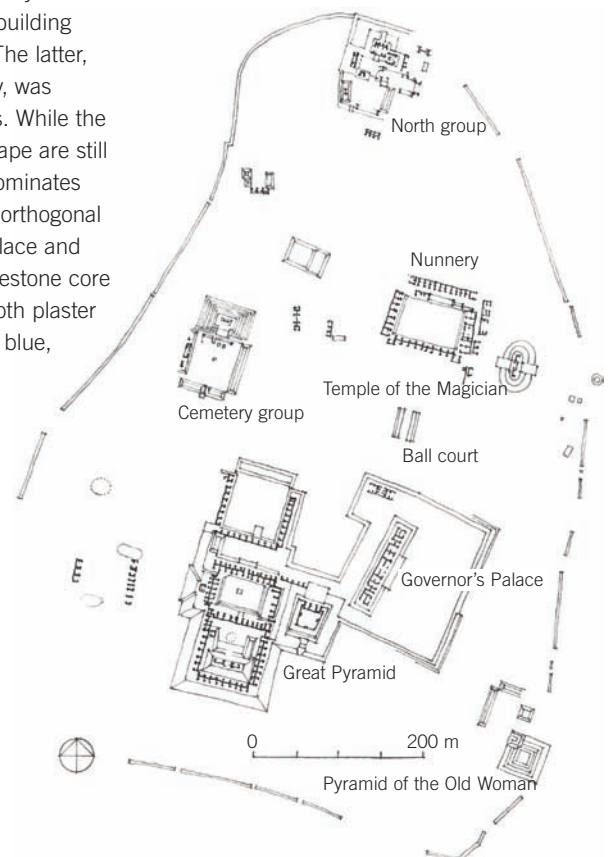 building
The latter,
, was
s. While the
ape are still
ominates
orthogonal
lace and
estone core
oth plaster
blue,
North group
Nunnery
Temple of the Magician
Cemetery group
Ball court
Governor's Palace
Great Pyramid
0 200 m
Pyramid of the Old Woman